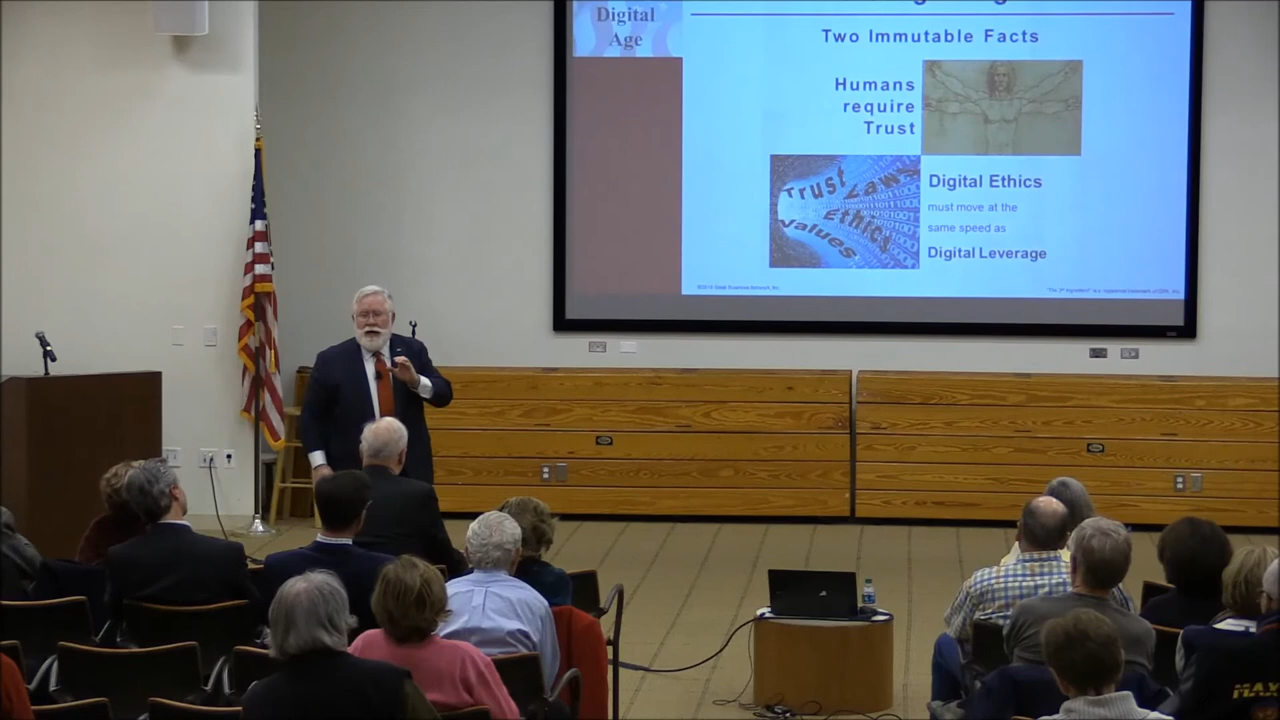 Digital
Age
Two Immutable Facts
Humans
require
Trust
Trust
Laws
Ethics
Values
Digital Ethics
must move at the
same speed as
Digital Leverage
MAX